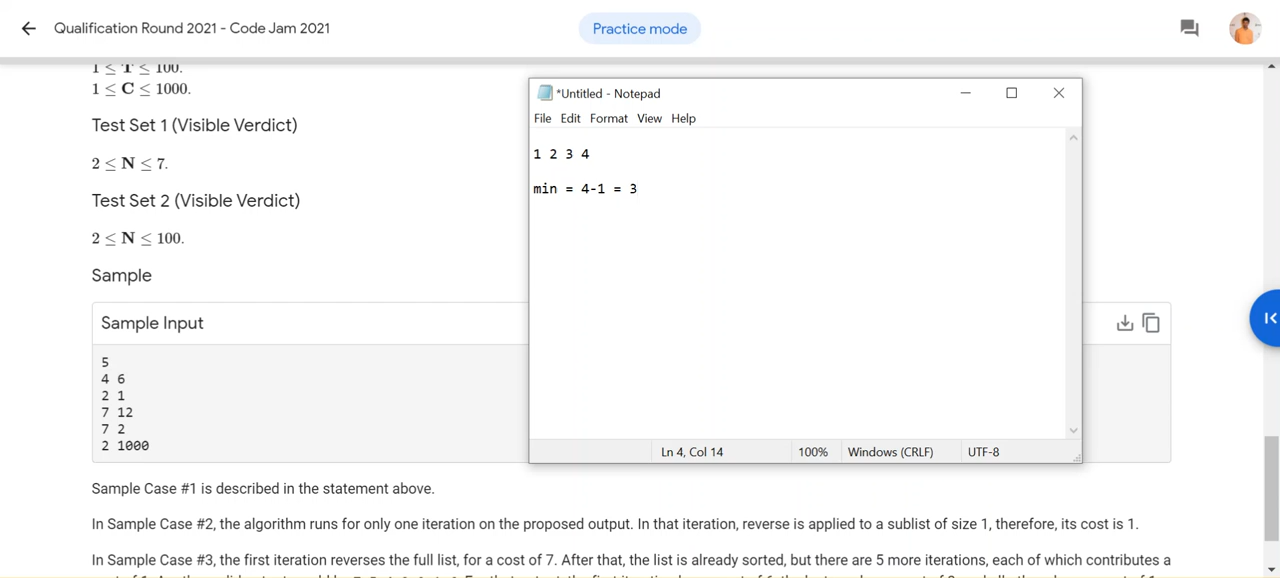 Qualification Round 2021 - Code Jam 2021
Practice mode
1 ≤ T ≤ 100.
1 ≤ C ≤ 1000.
Test Set 1 (Visible Verdict)
2 ≤ N ≤ 7.
Test Set 2 (Visible Verdict)
2 ≤ N ≤ 100.
Sample
Sample Input
5
4 6
2 1
7 12
7 2
2 1000
*Untitled - Notepad
File Edit Format View Help
1 2 3 4
min = 4-1 = 3
Ln 4, Col 14 100% Windows (CRLF) UTF-8
Sample Case #1 is described in the statement above.
In Sample Case #2, the algorithm runs for only one iteration on the proposed output. In that iteration, reverse is applied to a sublist of size 1, therefore, its cost is 1.
In Sample Case #3, the first iteration reverses the full list, for a cost of 7. After that, the list is already sorted, but there are 5 more iterations, each of which contributes a